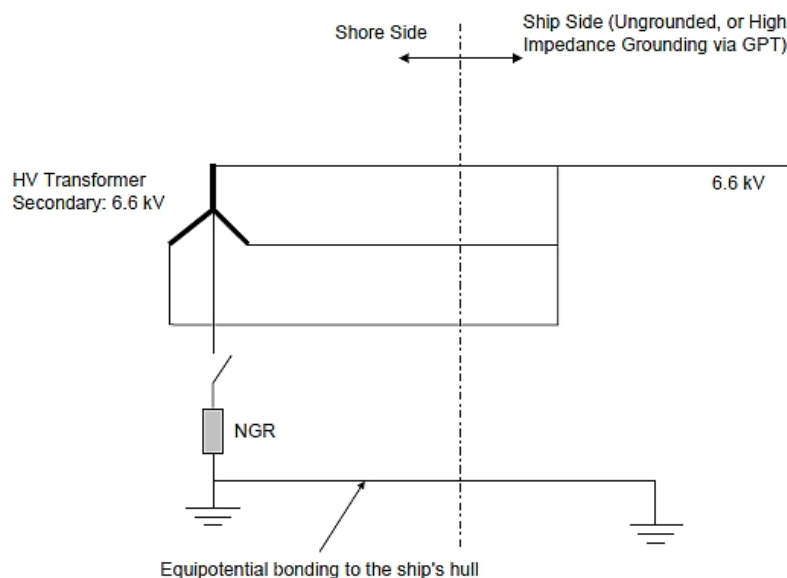 Shore Side
Ship Side (Ungrounded, or High
Impedance Grounding via GPT)
HV Transformer
Secondary: 6.6 kV
6.6 kV
NGR
Equipotential bonding to the ship's hull